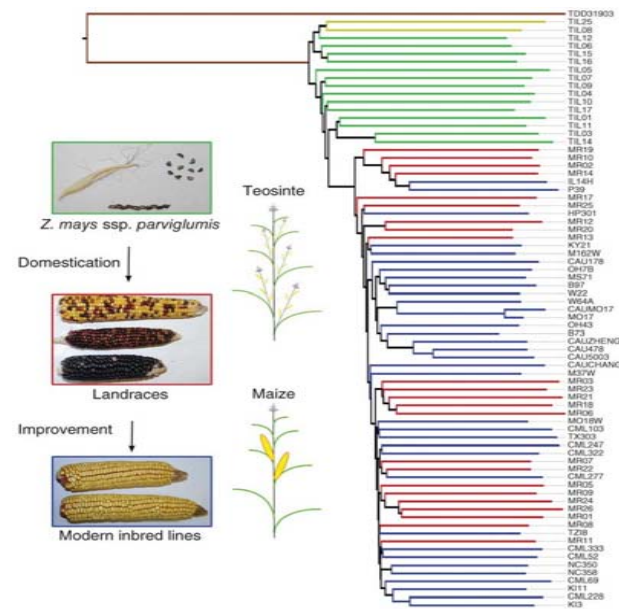 Z. mays ssp. parviglumis
Domestication
Landraces
Improvement
Modern inbred lines
Teosinte
Maize
TDD31903
TIL25
TIL08
TIL12
TIL06
TIL15
TIL16
TIL05
TIL07
TIL09
TIL04
TIL10
TIL17
TIL01
TIL11
TIL03
TIL14
MR19
MR10
MR02
MR14
IL14H
P39
MR17
MR25
HP301
MR12
MR20
MR13
KY21
M162W
CAU178
OH7B
MS71
B97
W22
W64A
CAUMO17
MO17
OH43
B73
CAUZHENG
CAU478
CAU5003
CAUCHANG
M37W
MR03
MR23
MR21
MR18
MR06
MO18W
CML103
TX303
CML247
CML322
MR07
MR22
CML277
MR05
MR09
MR24
MR26
MR01
MR08
TZI8
MR11
CML333
CML52
NC350
NC358
CML69
KI11
CML228
KI3